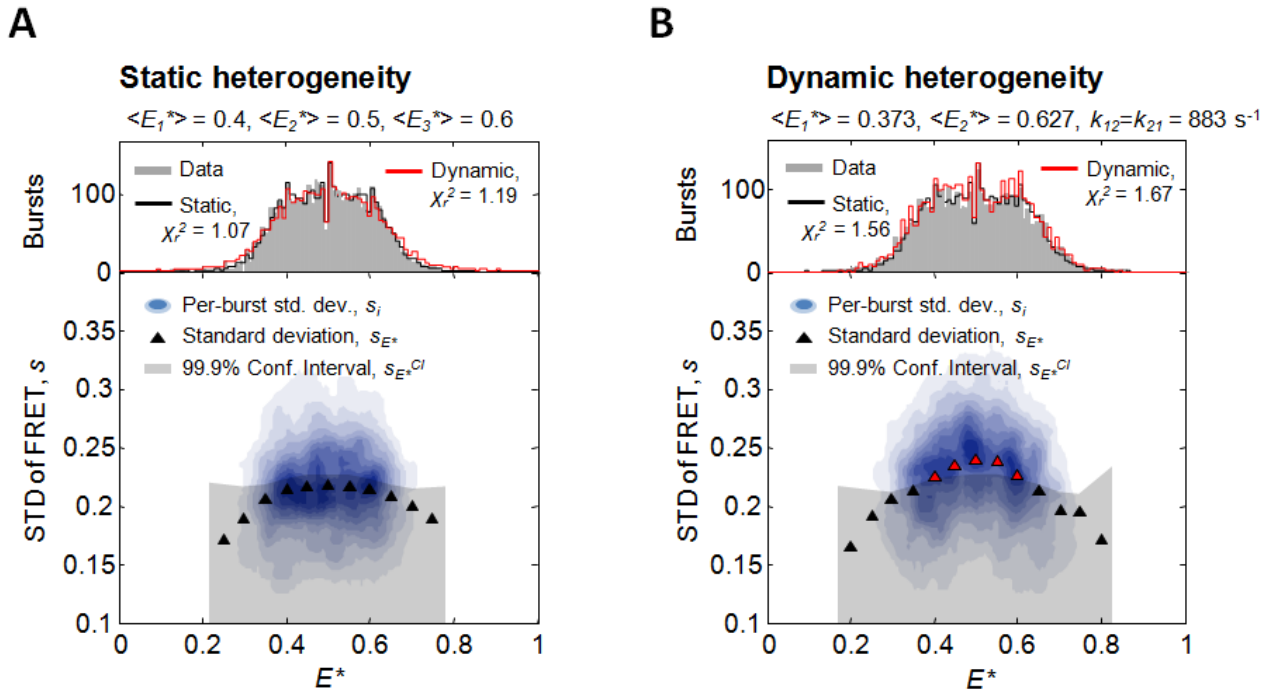 A
Static heterogeneity
<E1*> = 0.4, <E2*> = 0.5, <E3*> = 0.6
Data
Static,
χr² = 1.07
Dynamic,
χr² = 1.19
Bursts
100
0
Per-burst std. dev., si
Standard deviation, sE*
99.9% Conf. Interval, sE*^CI
STD of FRET, s
0.35
0.3
0.25
0.2
0.15
0.1
0 0.2 0.4 0.6 0.8 1
E*
B
Dynamic heterogeneity
<E1*> = 0.373, <E2*> = 0.627, k12=k21 = 883 s⁻¹
Data
Static,
χr² = 1.56
Dynamic,
χr² = 1.67
Bursts
100
0
Per-burst std. dev., si
Standard deviation, sE*
99.9% Conf. Interval, sE*^CI
STD of FRET, s
0.35
0.3
0.25
0.2
0.15
0.1
0 0.2 0.4 0.6 0.8 1
E*